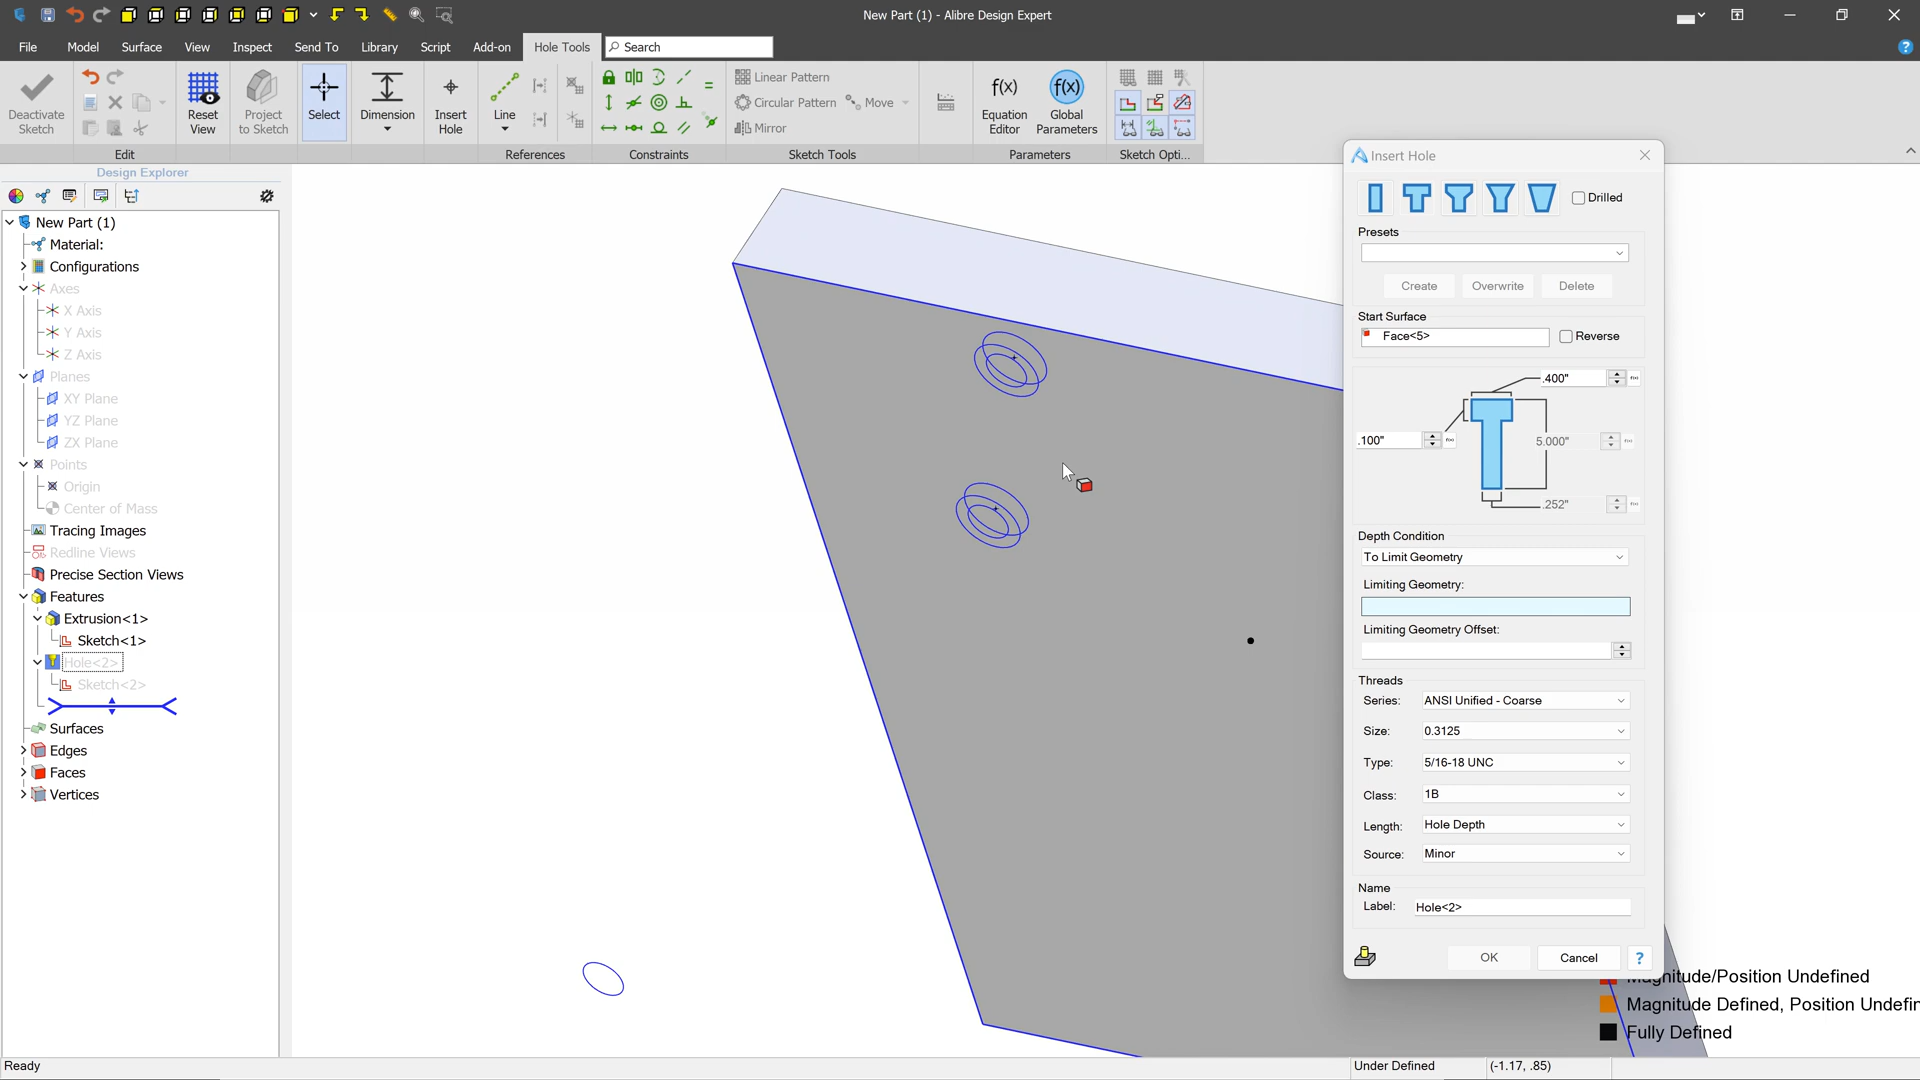 New Part (1) - Alibre Design Expert
File
Model
Surface
View
Inspect
Send To
Library
Script
Add-on
Hole Tools
Search
Deactivate
Sketch
Edit
Reset
View
Project
to Sketch
Select
Dimension
Insert
Hole
Line
References
Constraints
Linear Pattern
Circular Pattern
Move
Mirror
Sketch Tools
f(x)
Equation
Editor
f(x)
Global
Parameters
Parameters
Sketch Opti...
Design Explorer
New Part (1)
Material:
Configurations
Axes
X Axis
Y Axis
Z Axis
Planes
XY Plane
YZ Plane
ZX Plane
Points
Origin
Center of Mass
Tracing Images
Redline Views
Precise Section Views
Features
Extrusion<1>
Sketch<1>
Hole<2>
Sketch<2>
Surfaces
Edges
Faces
Vertices
Insert Hole
Drilled
Presets
Create
Overwrite
Delete
Start Surface
Face<5>
Reverse
.400"
.100"
5.000"
.252"
Depth Condition
To Limit Geometry
Limiting Geometry:
Limiting Geometry Offset:
Threads
Series:
ANSI Unified - Coarse
Size:
0.3125
Type:
5/16-18 UNC
Class:
1B
Length:
Hole Depth
Source:
Minor
Name
Label:
Hole<2>
OK
Cancel
?
Magnitude/Position Undefined
Magnitude Defined, Position Undefin
Fully Defined
Ready
Under Defined
(-1.17, .85)